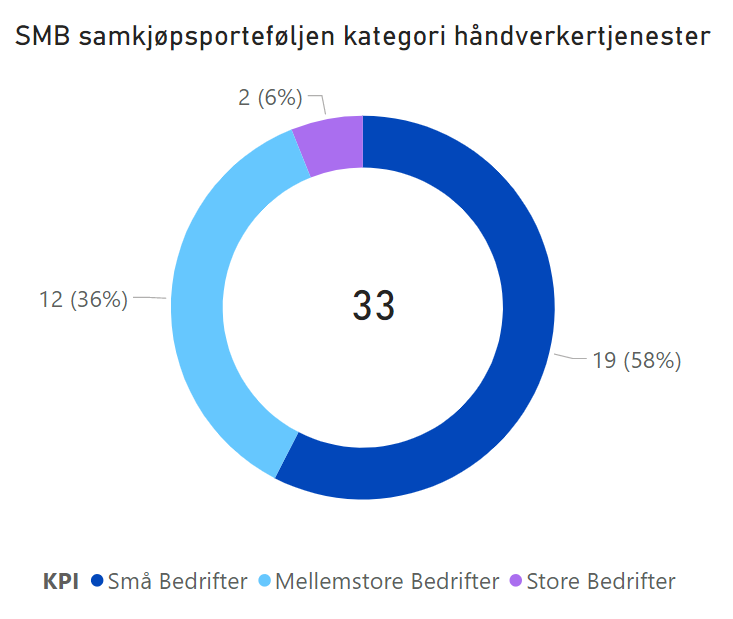 SMB samkjøpsporteføljen kategori håndverkertjenester
2 (6%)
12 (36%)
33
19 (58%)
KPI Små Bedrifter Mellemstore Bedrifter Store Bedrifter